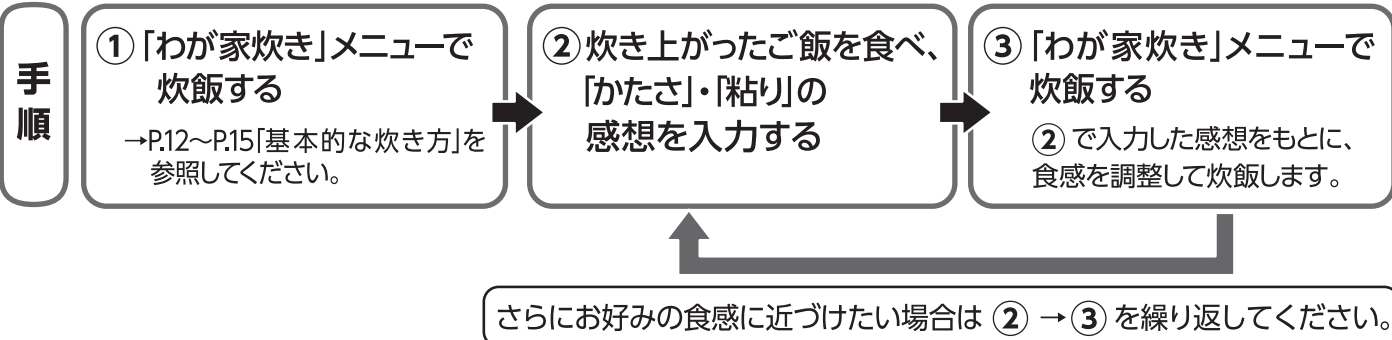 手順
①「わが家炊き」メニューで
炊飯する
→P.12~P.15「基本的な炊き方」を
参照してください。
②炊き上がったご飯を食べ、
「かたさ」・「粘り」の
感想を入力する
③「わが家炊き」メニューで
炊飯する
②で入力した感想をもとに、
食感を調整して炊飯します。
さらにお好みの食感に近づけたい場合は②→③を繰り返してください。